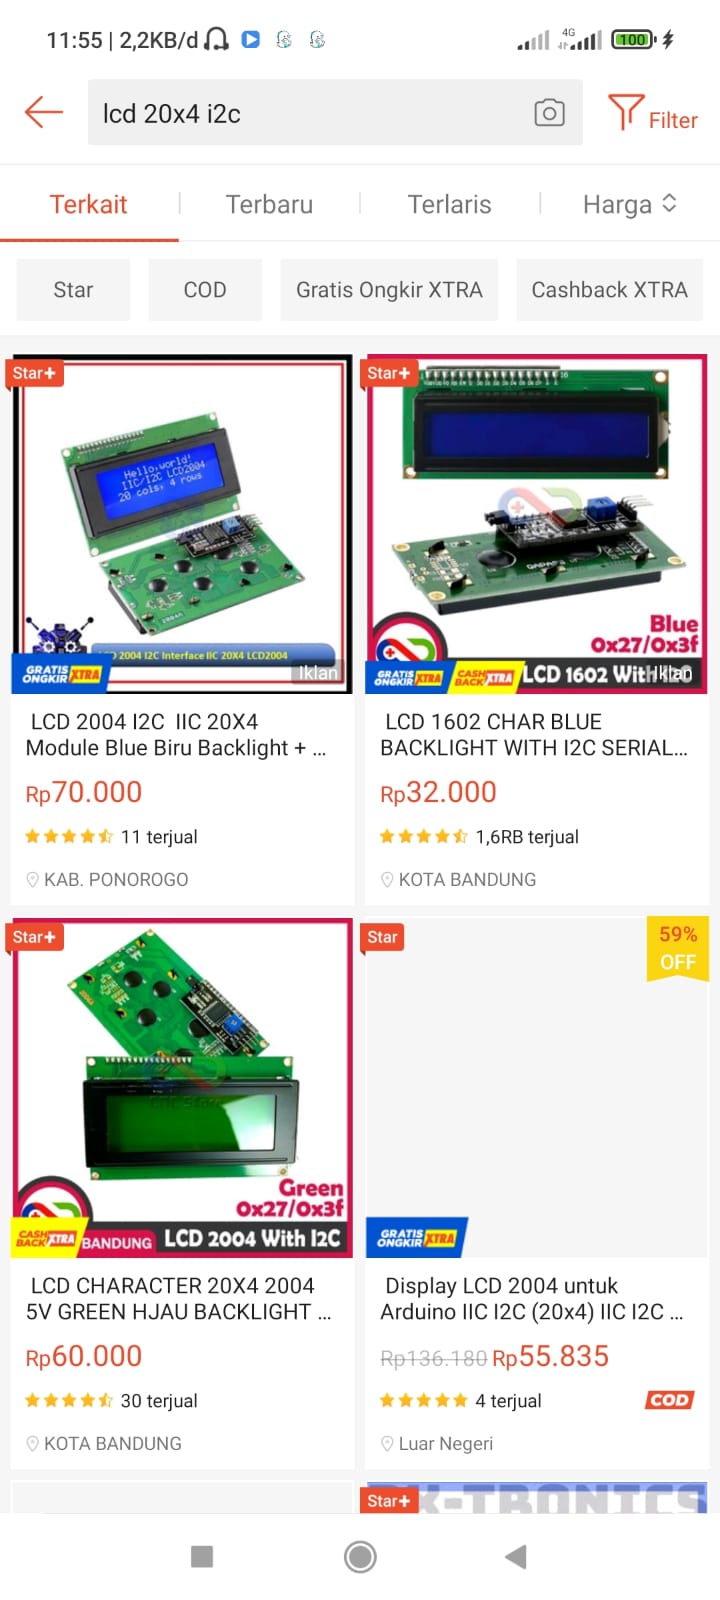 11:55 | 2,2KB/d
4G
100
lcd 20x4 i2c
Filter
Terkait
Terbaru
Terlaris
Harga
Star
COD
Gratis Ongkir XTRA
Cashback XTRA
Star+
Hello,world!
IIC/I2C LCD2004
20 cols, 4 rows
2004 I2C Interface IIC 20X4 LCD2004
GRATIS
ONGKIR XTRA
Iklan
LCD 2004 I2C IIC 20X4
Module Blue Biru Backlight + ...
Rp70.000
11 terjual
KAB. PONOROGO
Star+
Blue
0x27/0x3f
GRATIS
ONGKIR XTRA
CASH
BACK XTRA
LCD 1602 With I2C
Iklan
LCD 1602 CHAR BLUE
BACKLIGHT WITH I2C SERIAL...
Rp32.000
1,6RB terjual
KOTA BANDUNG
Star+
Green
0x27/0x3f
CASH
BACK XTRA
BANDUNG
LCD 2004 With I2C
LCD CHARACTER 20X4 2004
5V GREEN HJAU BACKLIGHT ...
Rp60.000
30 terjual
KOTA BANDUNG
Star
59%
OFF
GRATIS
ONGKIR XTRA
Display LCD 2004 untuk
Arduino IIC I2C (20x4) IIC I2C ...
Rp136.180 Rp55.835
4 terjual
COD
Luar Negeri
Star+
K-TRONICS